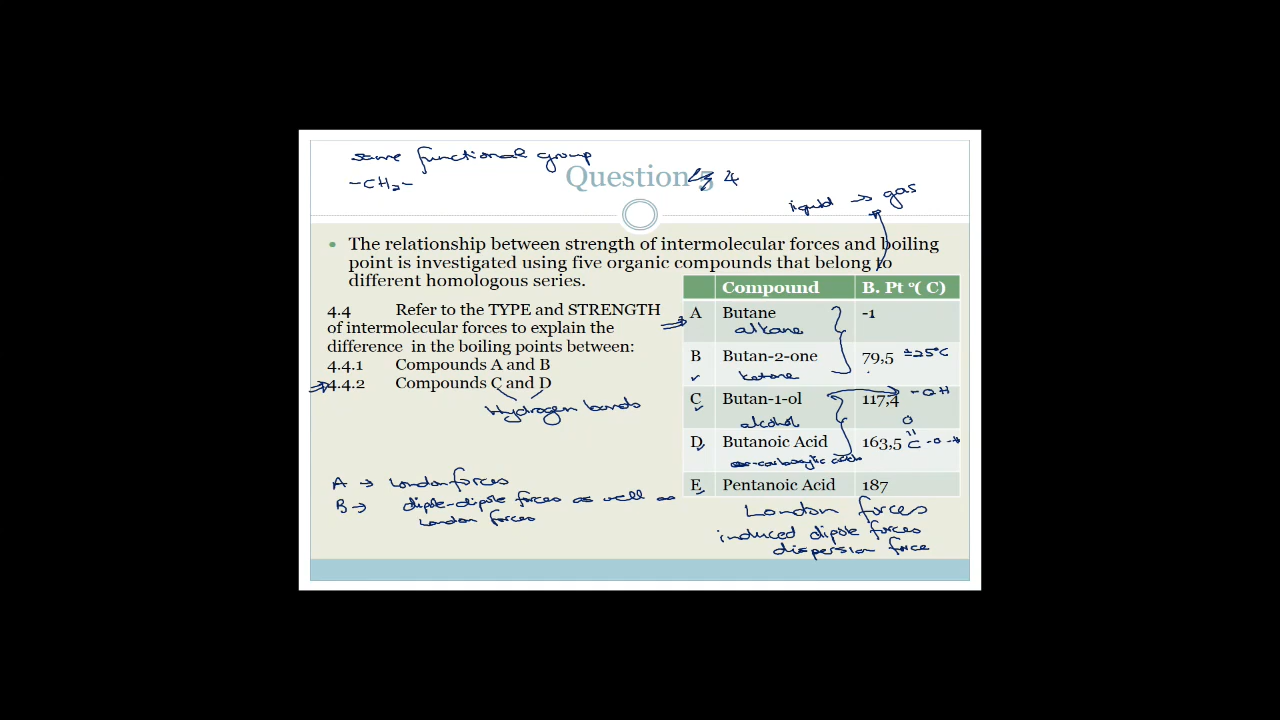 same functional group
-CH2-
Question 5 4
liquid → gas
• The relationship between strength of intermolecular forces and boiling
point is investigated using five organic compounds that belong to
different homologous series.
4.4 Refer to the TYPE and STRENGTH
of intermolecular forces to explain the
difference in the boiling points between:
4.4.1 Compounds A and B
4.4.2 Compounds C and D
Hydrogen bonds
A → London forces
B → dipole-dipole forces as well as
London forces
Compound B. Pt º( C)
A Butane -1
alkane
B Butan-2-one 79,5 ±25°C
ketone
C Butan-1-ol 117,4 -OH
alcohol O
D Butanoic Acid 163,5 C-O-H
carboxylic acid
E Pentanoic Acid 187
London forces
induced dipole forces
dispersion force